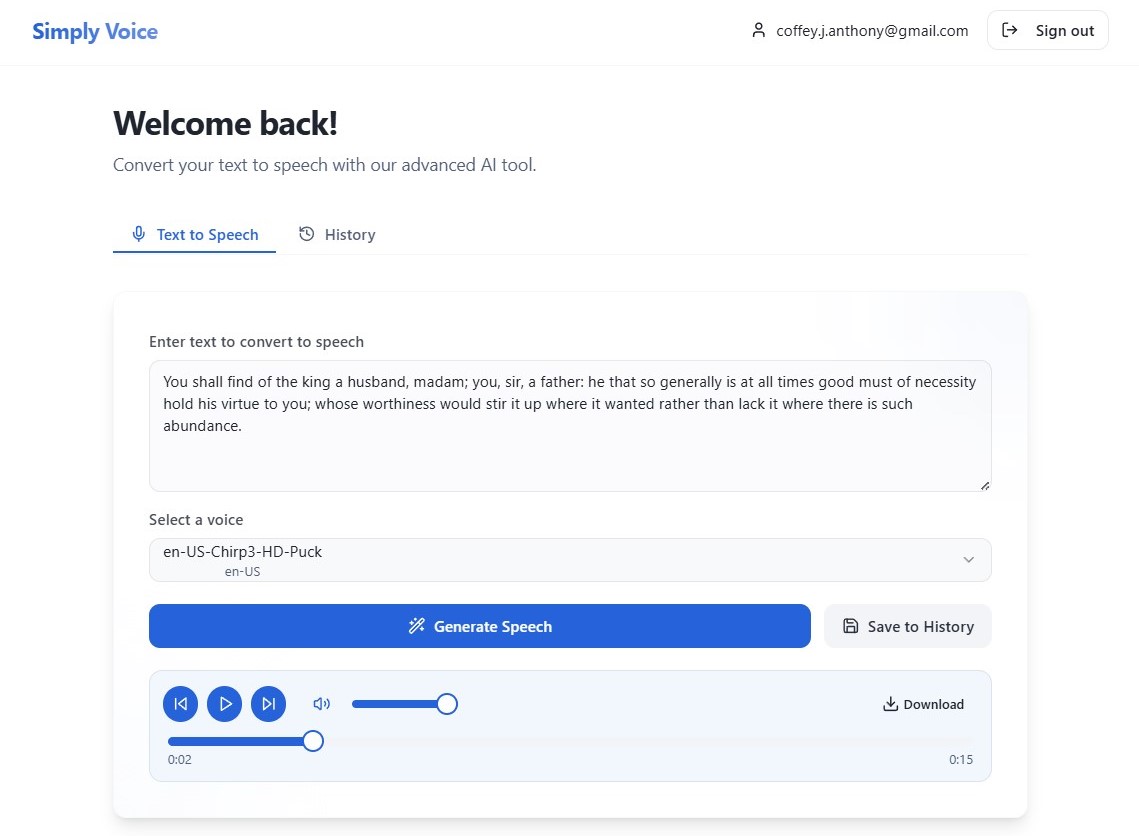 Simply Voice
coffey.j.anthony@gmail.com
Sign out
Welcome back!
Convert your text to speech with our advanced AI tool.
Text to Speech
History
Enter text to convert to speech
You shall find of the king a husband, madam; you, sir, a father: he that so generally is at all times good must of necessity
hold his virtue to you; whose worthiness would stir it up where it wanted rather than lack it where there is such
abundance.
Select a voice
en-US-Chirp3-HD-Puck
en-US
Generate Speech
Save to History
Download
0:02
0:15